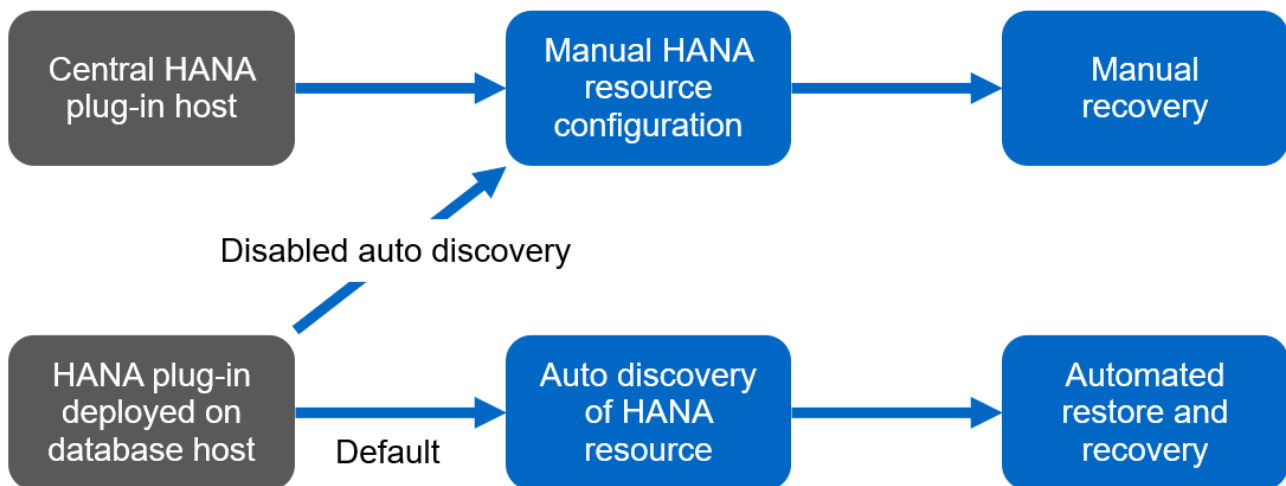 Central HANA
plug-in host
Manual HANA
resource
configuration
Manual
recovery
Disabled auto discovery
HANA plug-in
deployed on
database host
Default
Auto discovery
of HANA
resource
Automated
restore and
recovery